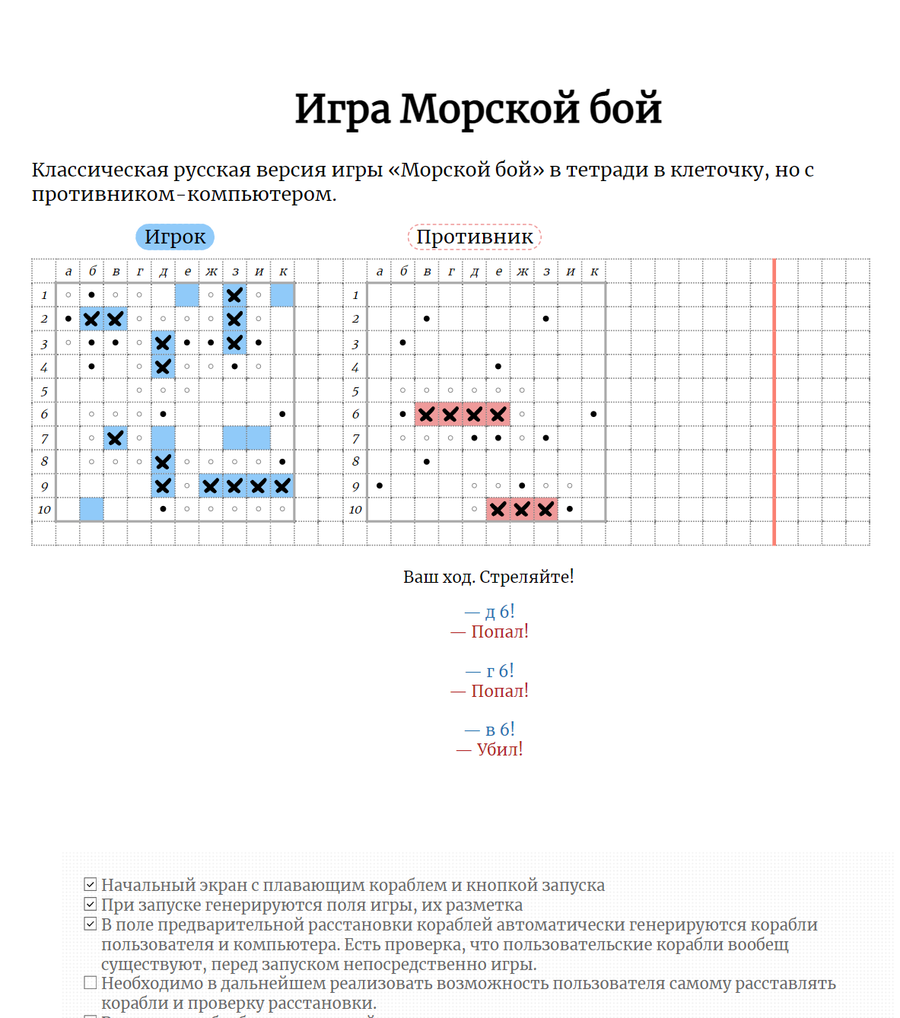 Игра Морской бой
Классическая русская версия игры «Морской бой» в тетради в клеточку, но с
противником-компьютером.
Игрок Противник
а б в г д е ж з и к а б в г д е ж з и к
1 1
2 2
3 3
4 4
5 5
6 6
7 7
8 8
9 9
10 10
Ваш ход. Стреляйте!
— д 6!
— Попал!
— г 6!
— Попал!
— в 6!
— Убил!
Начальный экран с плавающим кораблем и кнопкой запуска
При запуске генерируются поля игры, их разметка
В поле предварительной расстановки кораблей автоматически генерируются корабли
пользователя и компьютера. Есть проверка, что пользовательские корабли вообещ
существуют, перед запуском непосредственно игры.
Необходимо в дальнейшем реализовать возможность пользователя самому расставлять
корабли и проверку расстановки.